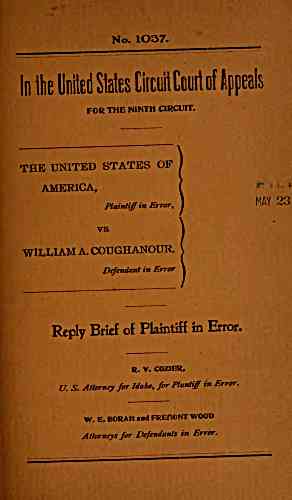 No. 1037.
In the United States Circuit Court of Appeals
FOR THE NINTH CIRCUIT.
THE UNITED STATES OF
AMERICA,
Plaintiff in Error,
vs.
WILLIAM A. COUGHANOUR,
Defendant in Error
MAY 23
Reply Brief of Plaintiff in Error.
R. V. COZIER,
U. S. Attorney for Idaho, for Plantiff in Error.
W. E. BORAH and FREMONT WOOD
Attorneys for Defendants in Error.